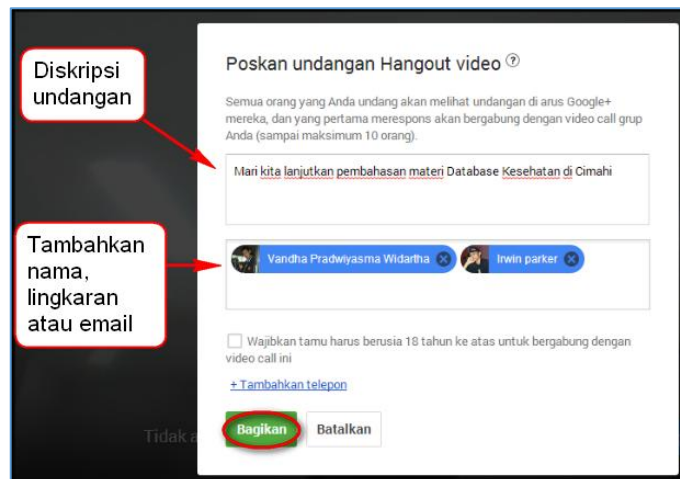 Diskripsi
undangan
Poskan undangan Hangout video ?
Semua orang yang Anda undang akan melihat undangan di arus Google+
mereka, dan yang pertama merespons akan bergabung dengan video call grup
Anda (sampai maksimum 10 orang).
Mari kita lanjutkan pembahasan materi Database Kesehatan di Cimahi
Tambahkan
nama,
lingkaran
atau email
Vandha Pradwiyasma Widartha Irwin parker
Wajibkan tamu harus berusia 18 tahun ke atas untuk bergabung dengan
video call ini
+ Tambahkan telepon
Tidak a
Bagikan Batalkan